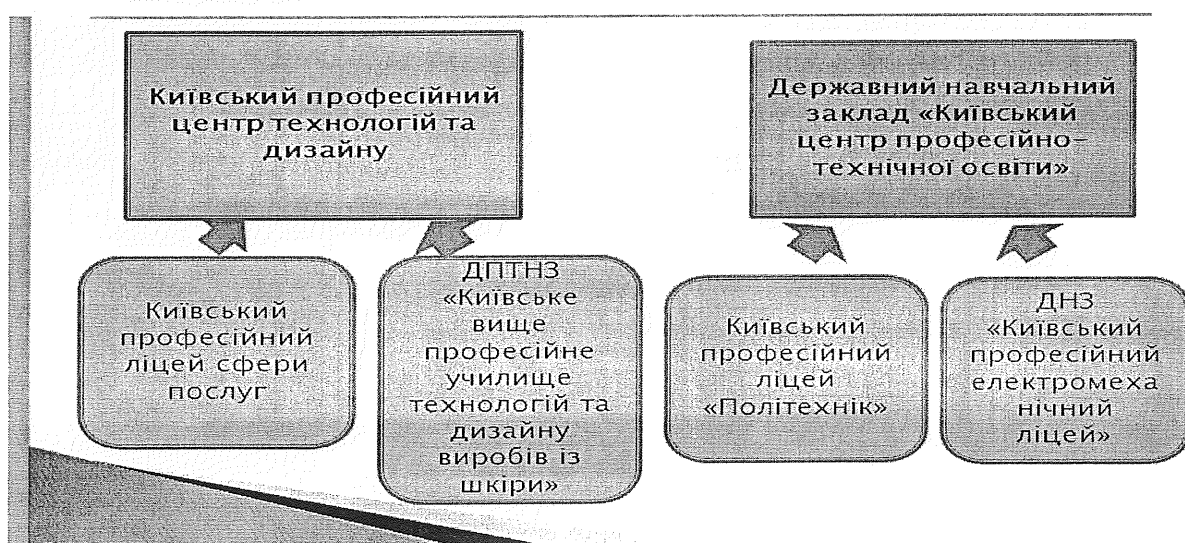 Київський професійний
центр технологій та
дизайну
Державний навчальний
заклад «Київський
центр професійно–
технічної освіти»
Київський
професійний
ліцей сфери
послуг
ДПТНЗ
«Київське
вище
професійне
училище
технологій та
дизайну
виробів із
шкіри»
Київський
професійний
ліцей
«Політехнік»
ДНЗ
«Київський
професійний
електромеха
нічний
ліцей»